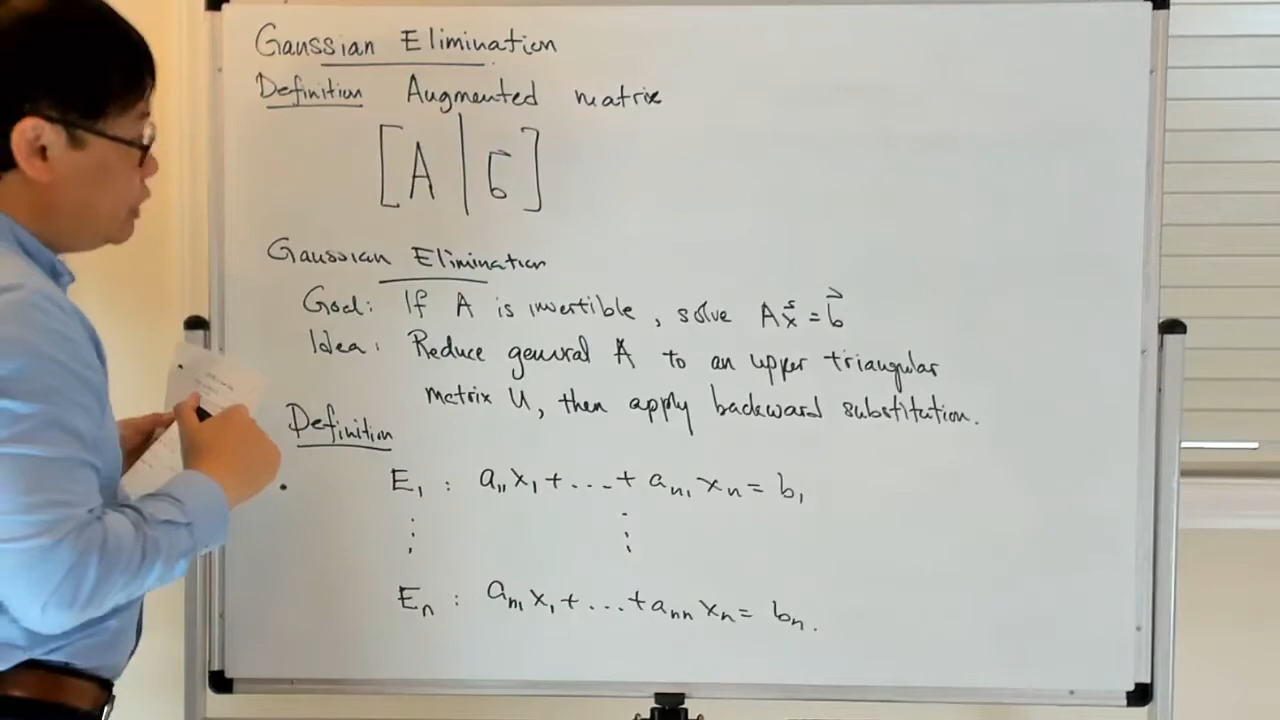 Gaussian Elimination
Definition Augmented matrix
[A | b⃗]
Gaussian Elimination
Goal: If A is invertible, solve Ax⃗ = b⃗
Idea: Reduce general A to an upper triangular
matrix U, then apply backward substitution.
Definition
• E₁ : a₁₁x₁ + ... + aₙ₁xₙ = b₁
⋮ ⋮
Eₙ : aₙ₁x₁ + ... + aₙₙxₙ = bₙ.